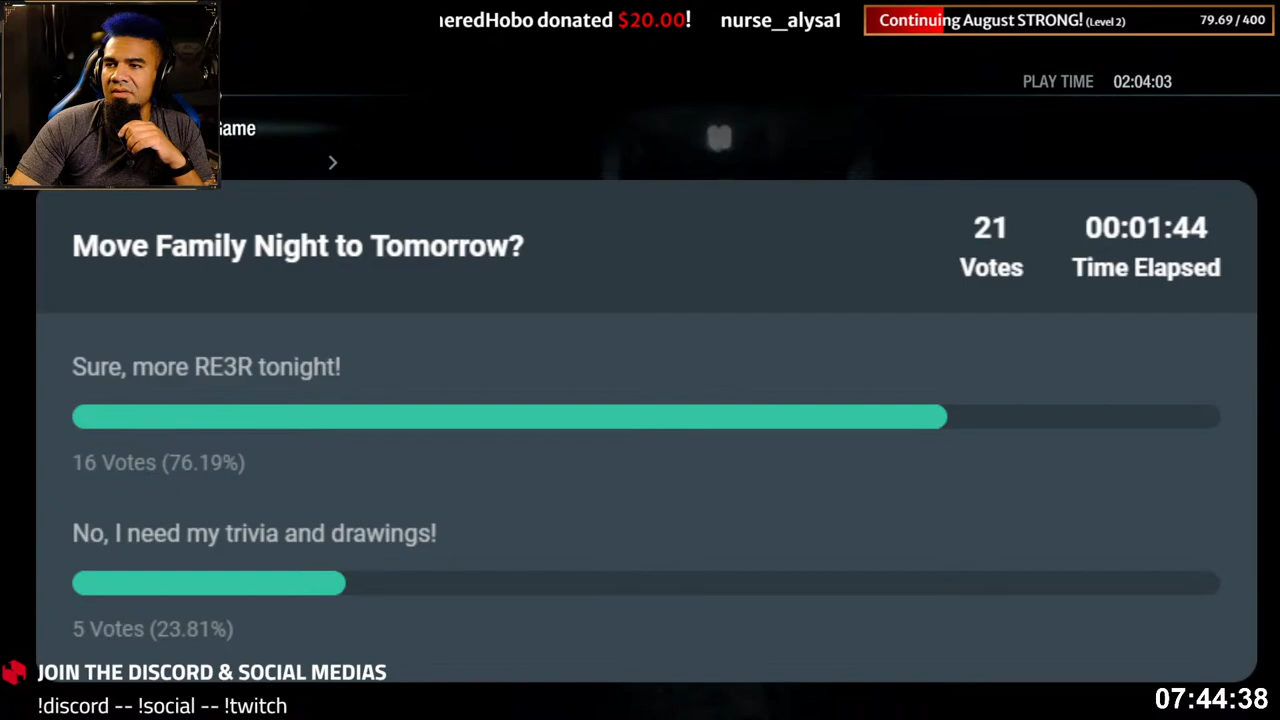 heredHobo donated $20.00! nurse_alysa1
Continuing August STRONG! (Level 2) 79.69 / 400
PLAY TIME 02:04:03
Game
Move Family Night to Tomorrow?
21 Votes
00:01:44 Time Elapsed
Sure, more RE3R tonight!
16 Votes (76.19%)
No, I need my trivia and drawings!
5 Votes (23.81%)
JOIN THE DISCORD & SOCIAL MEDIAS
!discord -- !social -- !twitch
07:44:38